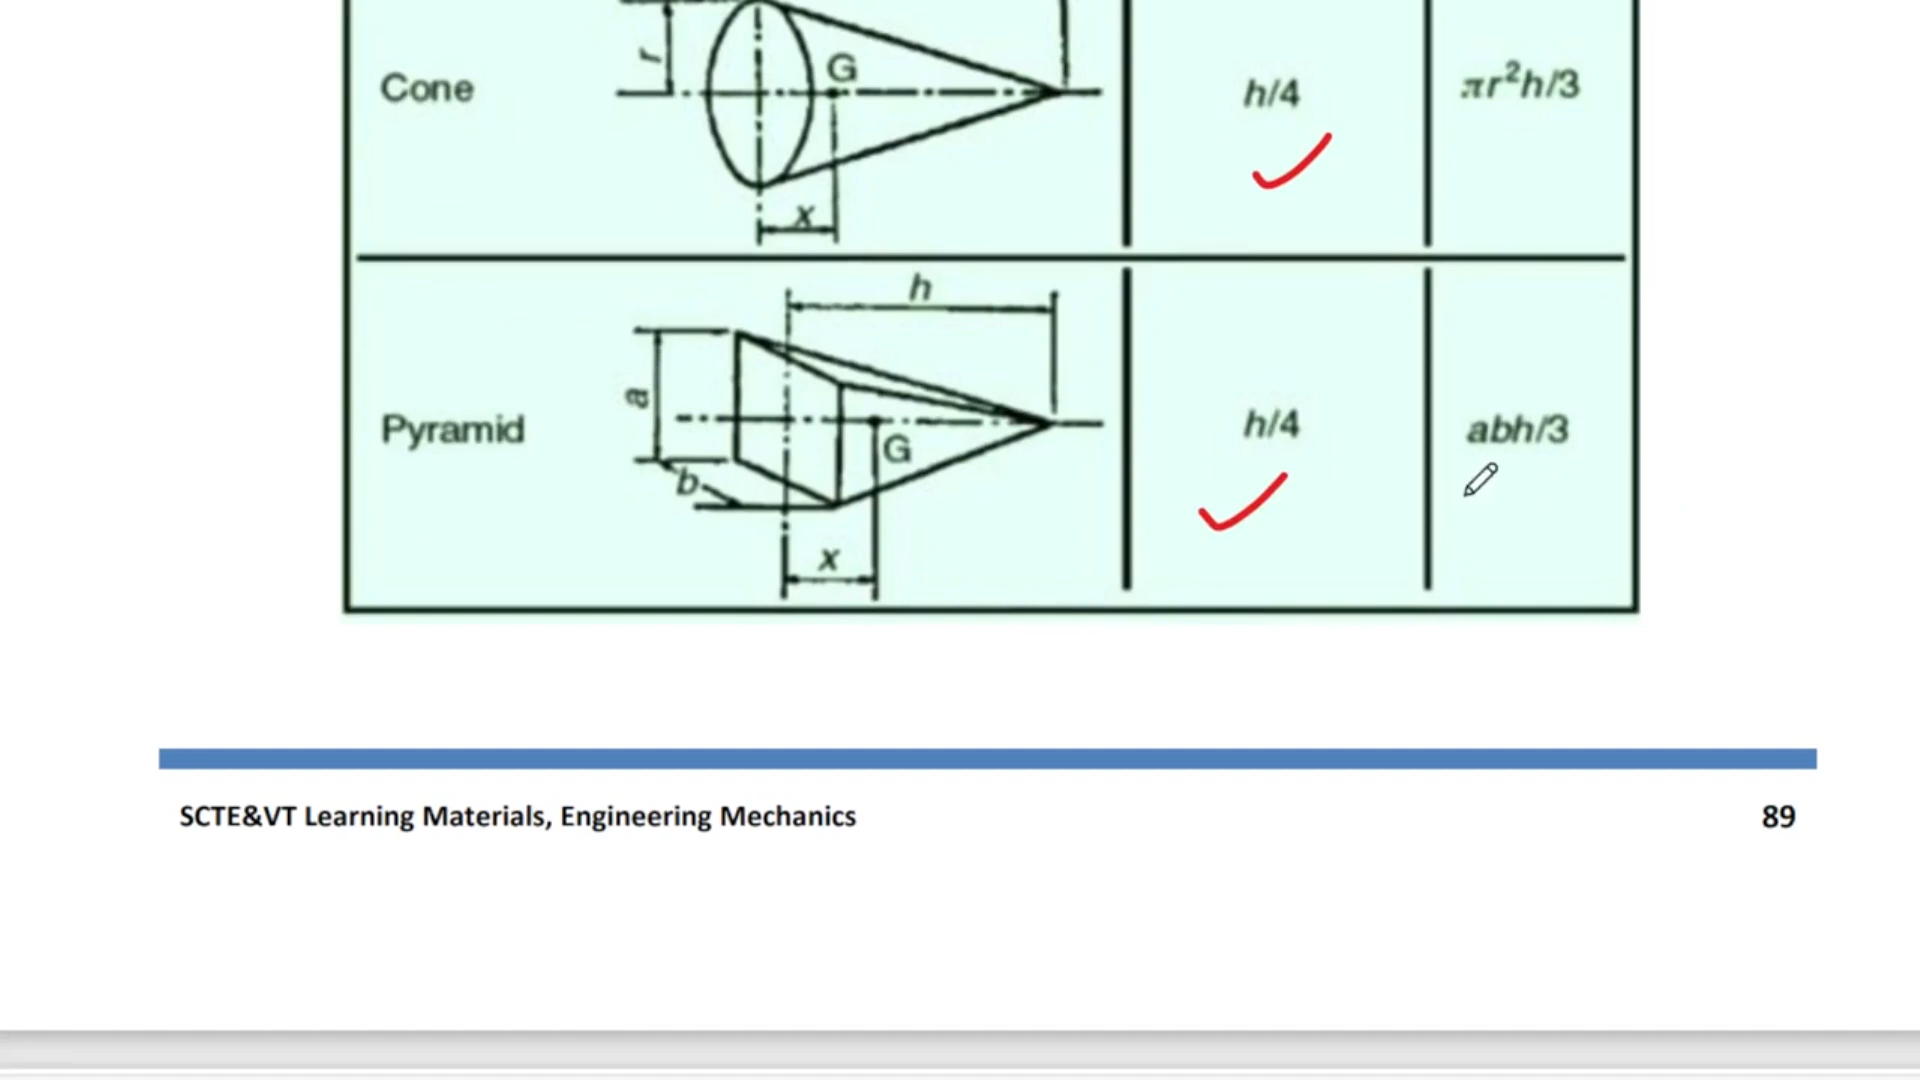 r
G
Cone
h/4
πr²h/3
x
h
a
Pyramid
h/4
abh/3
G
b
x
SCTE&VT Learning Materials, Engineering Mechanics
89